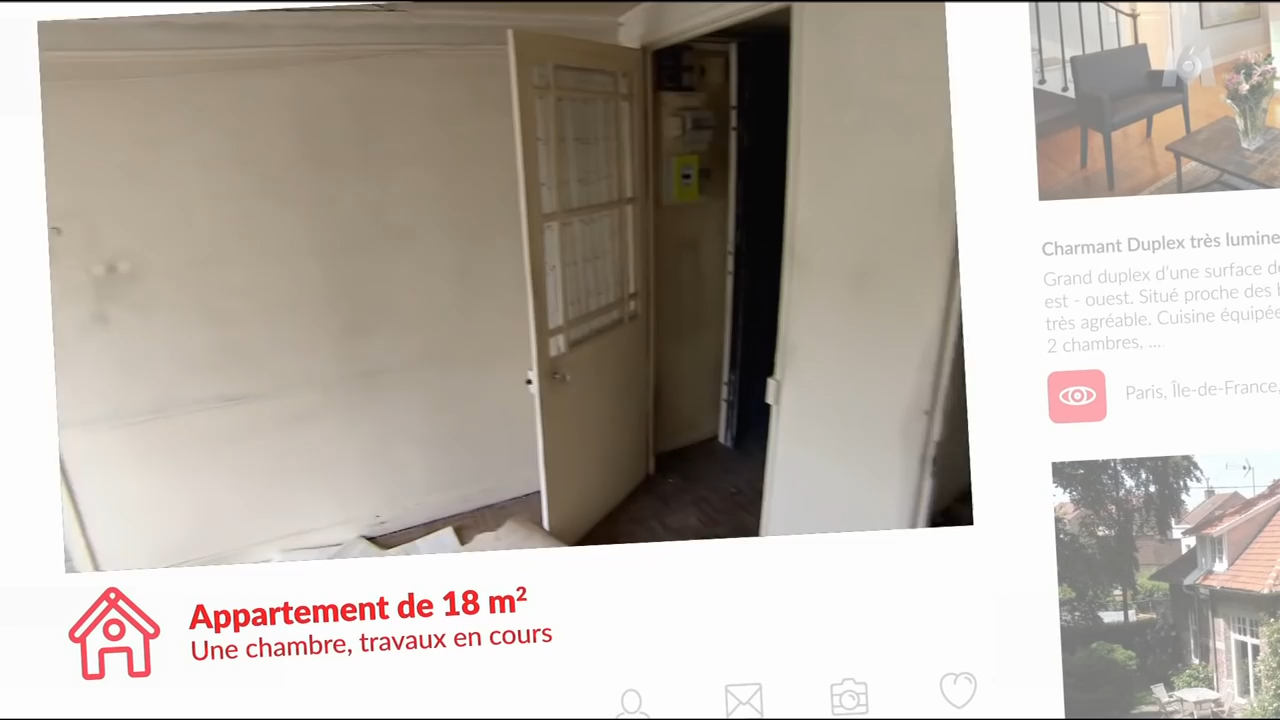 Appartement de 18 m²
Une chambre, travaux en cours
Charmant Duplex très lumine
Grand duplex d'une surface d
est - ouest. Situé proche des
très agréable. Cuisine équipée
2 chambres, ...
Paris, Île-de-France,
M6